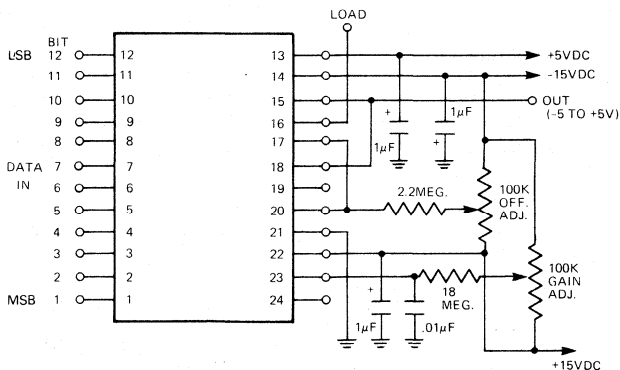 LOAD
BIT
LSB 12 12 13 +5VDC
11 11 14 -15VDC
10 10 15 OUT
(-5 TO +5V)
9 9 16
8 8 17
+ 1µF 1µF +
DATA IN
7 7 18
6 6 19
5 5 20 2.2MEG. 100K OFF. ADJ.
4 4 21
3 3 22
2 2 23 18 MEG. 100K GAIN ADJ.
MSB 1 1 24
+ 1µF .01µF
+15VDC